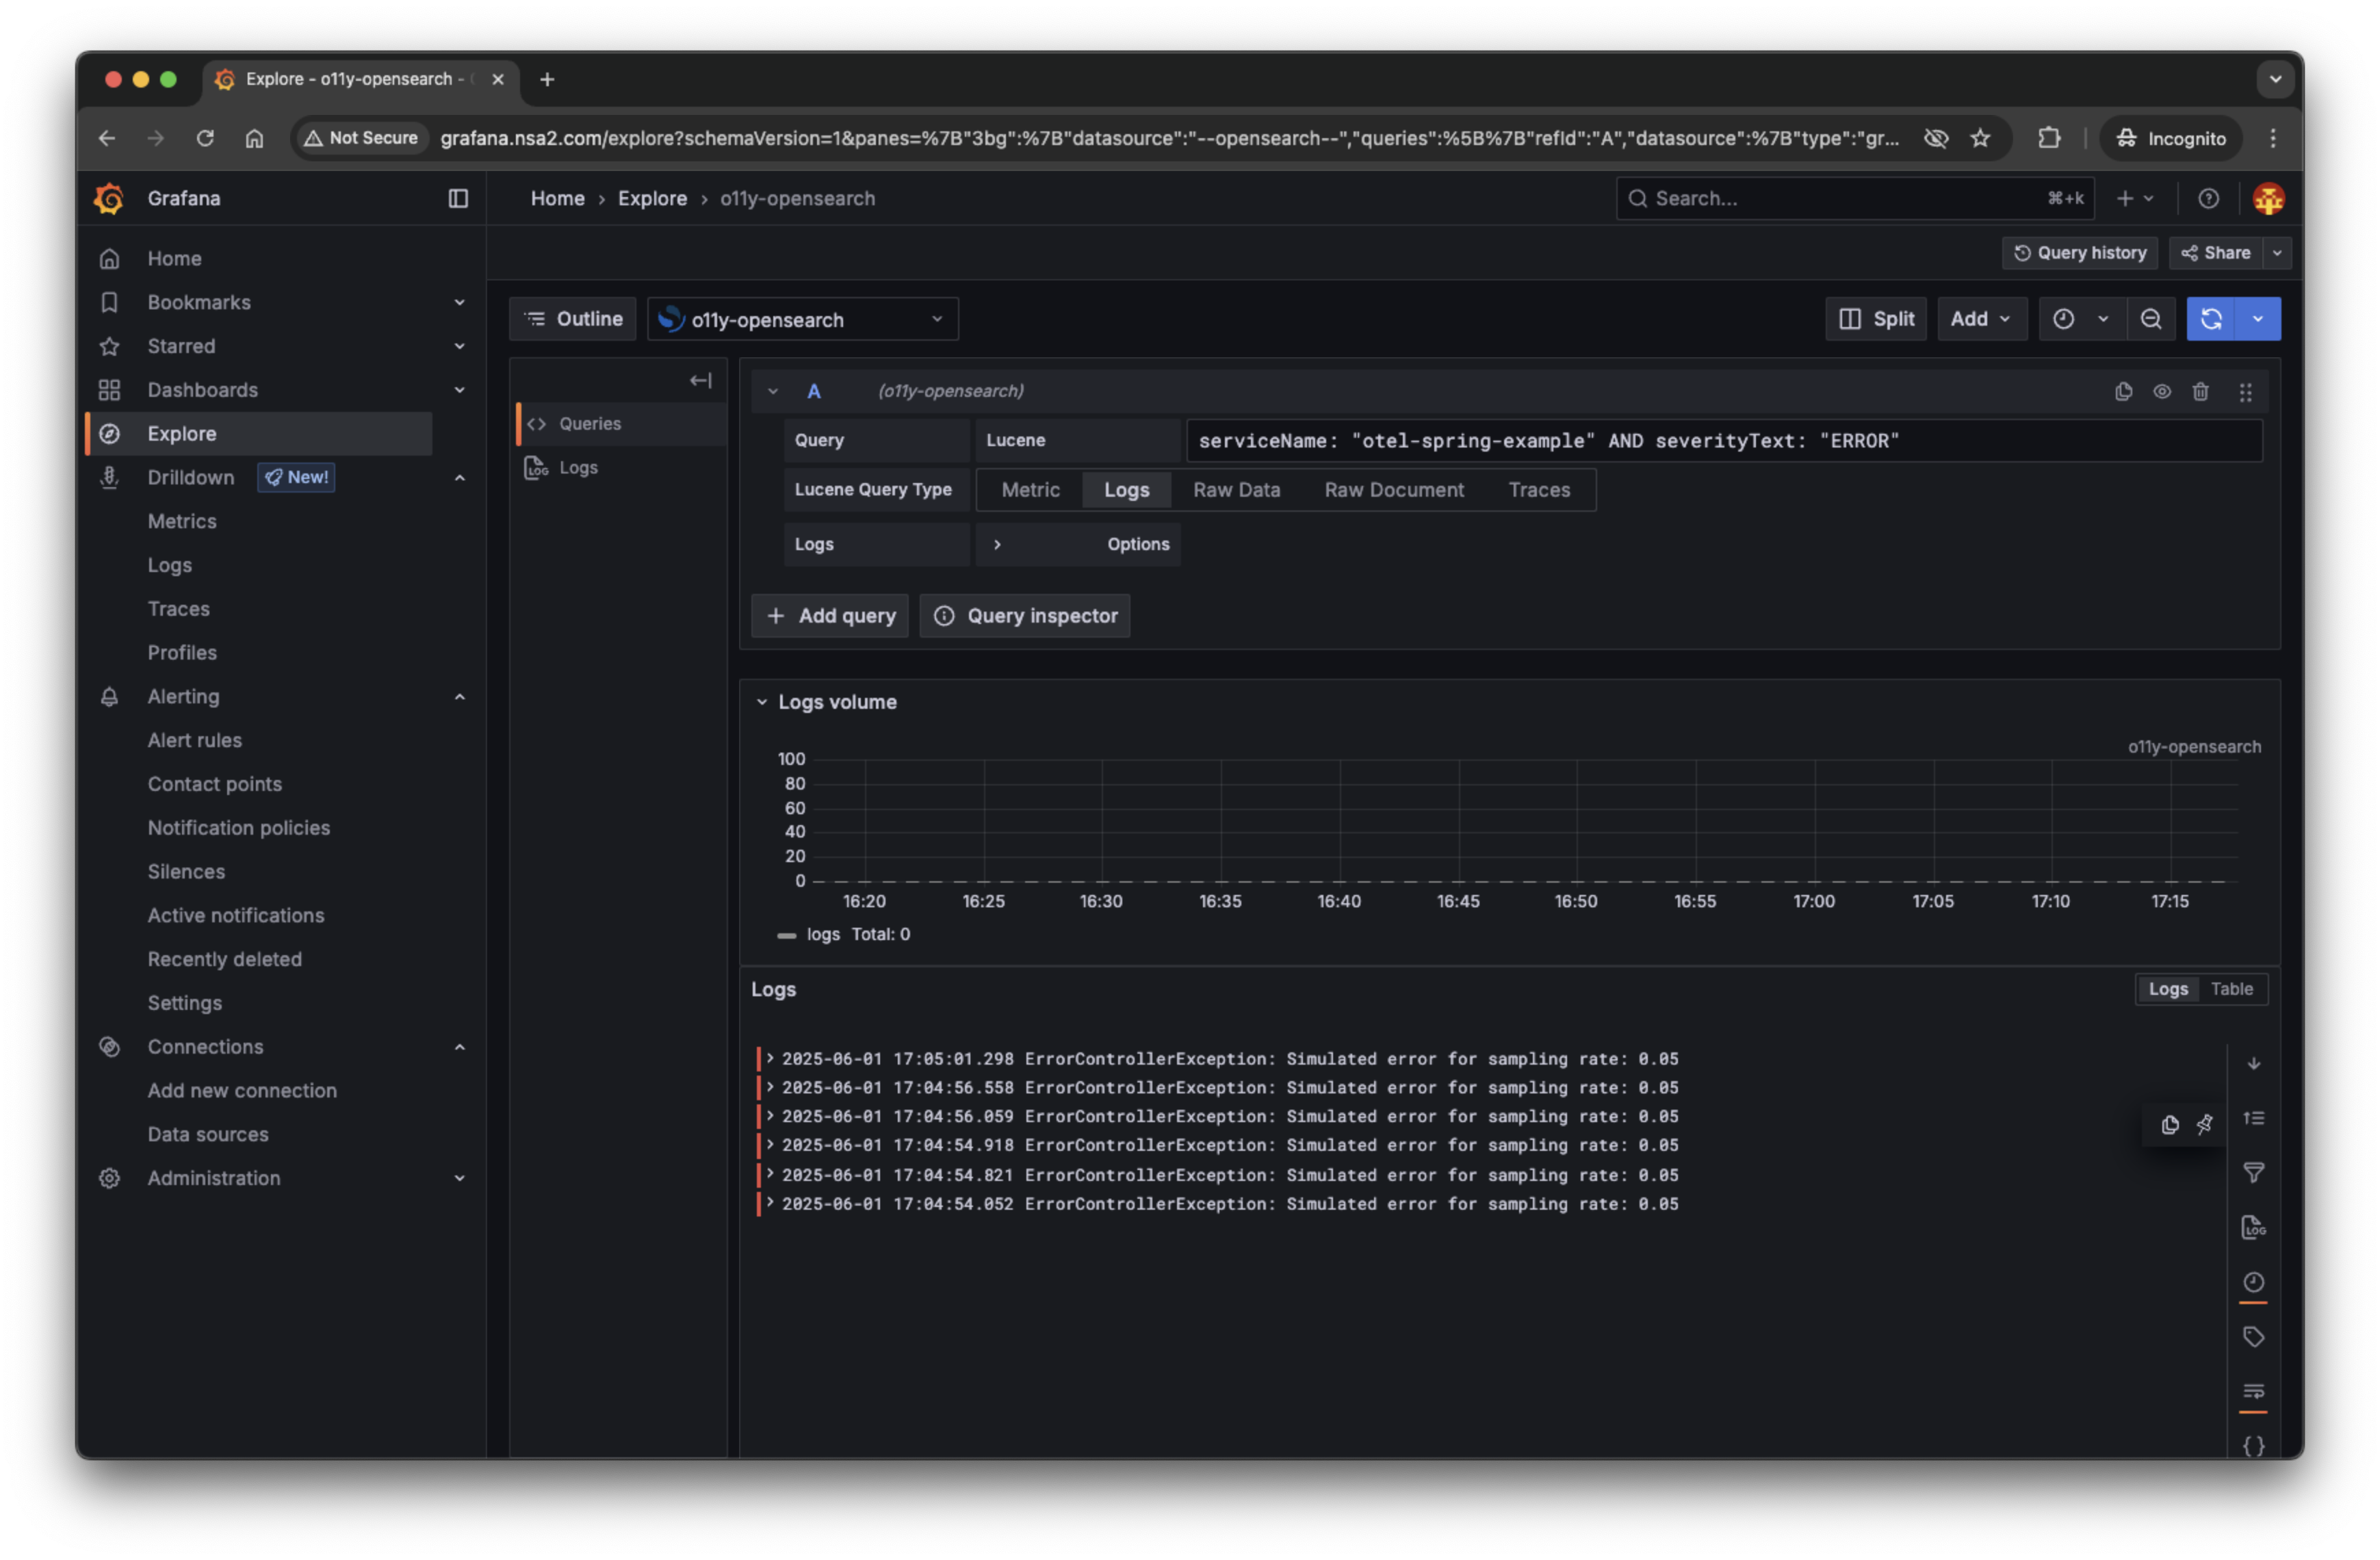 Explore - o11y-opensearch -
Not Secure
grafana.nsa2.com/explore?schemaVersion=1&panes=%7B"3bg":%7B"datasource":"--opensearch--","queries":%5B%7B"refId":"A","datasource":%7B"type":"gr...
Incognito
Grafana
Home › Explore › o11y-opensearch
Search...
⌘+k
Query history
Share
Home
Bookmarks
Starred
Dashboards
Explore
Drilldown New!
Metrics
Logs
Traces
Profiles
Alerting
Alert rules
Contact points
Notification policies
Silences
Active notifications
Recently deleted
Settings
Connections
Add new connection
Data sources
Administration
Outline
o11y-opensearch
Split
Add
Queries
Logs
A (o11y-opensearch)
Query Lucene serviceName: "otel-spring-example" AND severityText: "ERROR"
Lucene Query Type Metric Logs Raw Data Raw Document Traces
Logs Options
+ Add query
Query inspector
Logs volume
o11y-opensearch
100
80
60
40
20
0
16:20 16:25 16:30 16:35 16:40 16:45 16:50 16:55 17:00 17:05 17:10 17:15
logs Total: 0
Logs
Logs Table
2025-06-01 17:05:01.298 ErrorControllerException: Simulated error for sampling rate: 0.05
2025-06-01 17:04:56.558 ErrorControllerException: Simulated error for sampling rate: 0.05
2025-06-01 17:04:56.059 ErrorControllerException: Simulated error for sampling rate: 0.05
2025-06-01 17:04:54.918 ErrorControllerException: Simulated error for sampling rate: 0.05
2025-06-01 17:04:54.821 ErrorControllerException: Simulated error for sampling rate: 0.05
2025-06-01 17:04:54.052 ErrorControllerException: Simulated error for sampling rate: 0.05
LOG